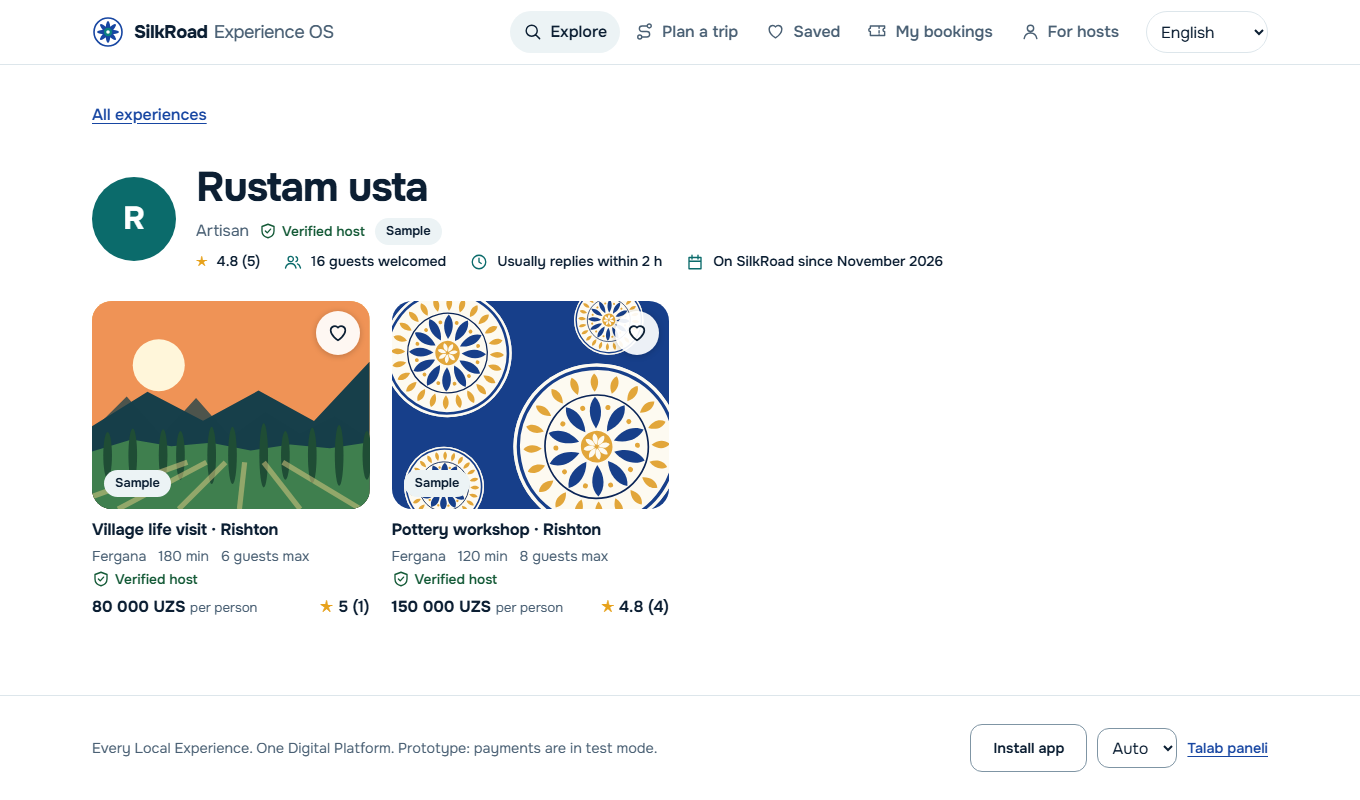 SilkRoad Experience OS
Explore
Plan a trip
Saved
My bookings
For hosts
English
All experiences
R
Rustam usta
Artisan Verified host Sample
4.8 (5) 16 guests welcomed Usually replies within 2 h On SilkRoad since November 2026
Sample
Village life visit · Rishton
Fergana 180 min 6 guests max
Verified host
80 000 UZS per person 5 (1)
Sample
Pottery workshop · Rishton
Fergana 120 min 8 guests max
Verified host
150 000 UZS per person 4.8 (4)
Every Local Experience. One Digital Platform. Prototype: payments are in test mode.
Install app
Auto
Talab paneli